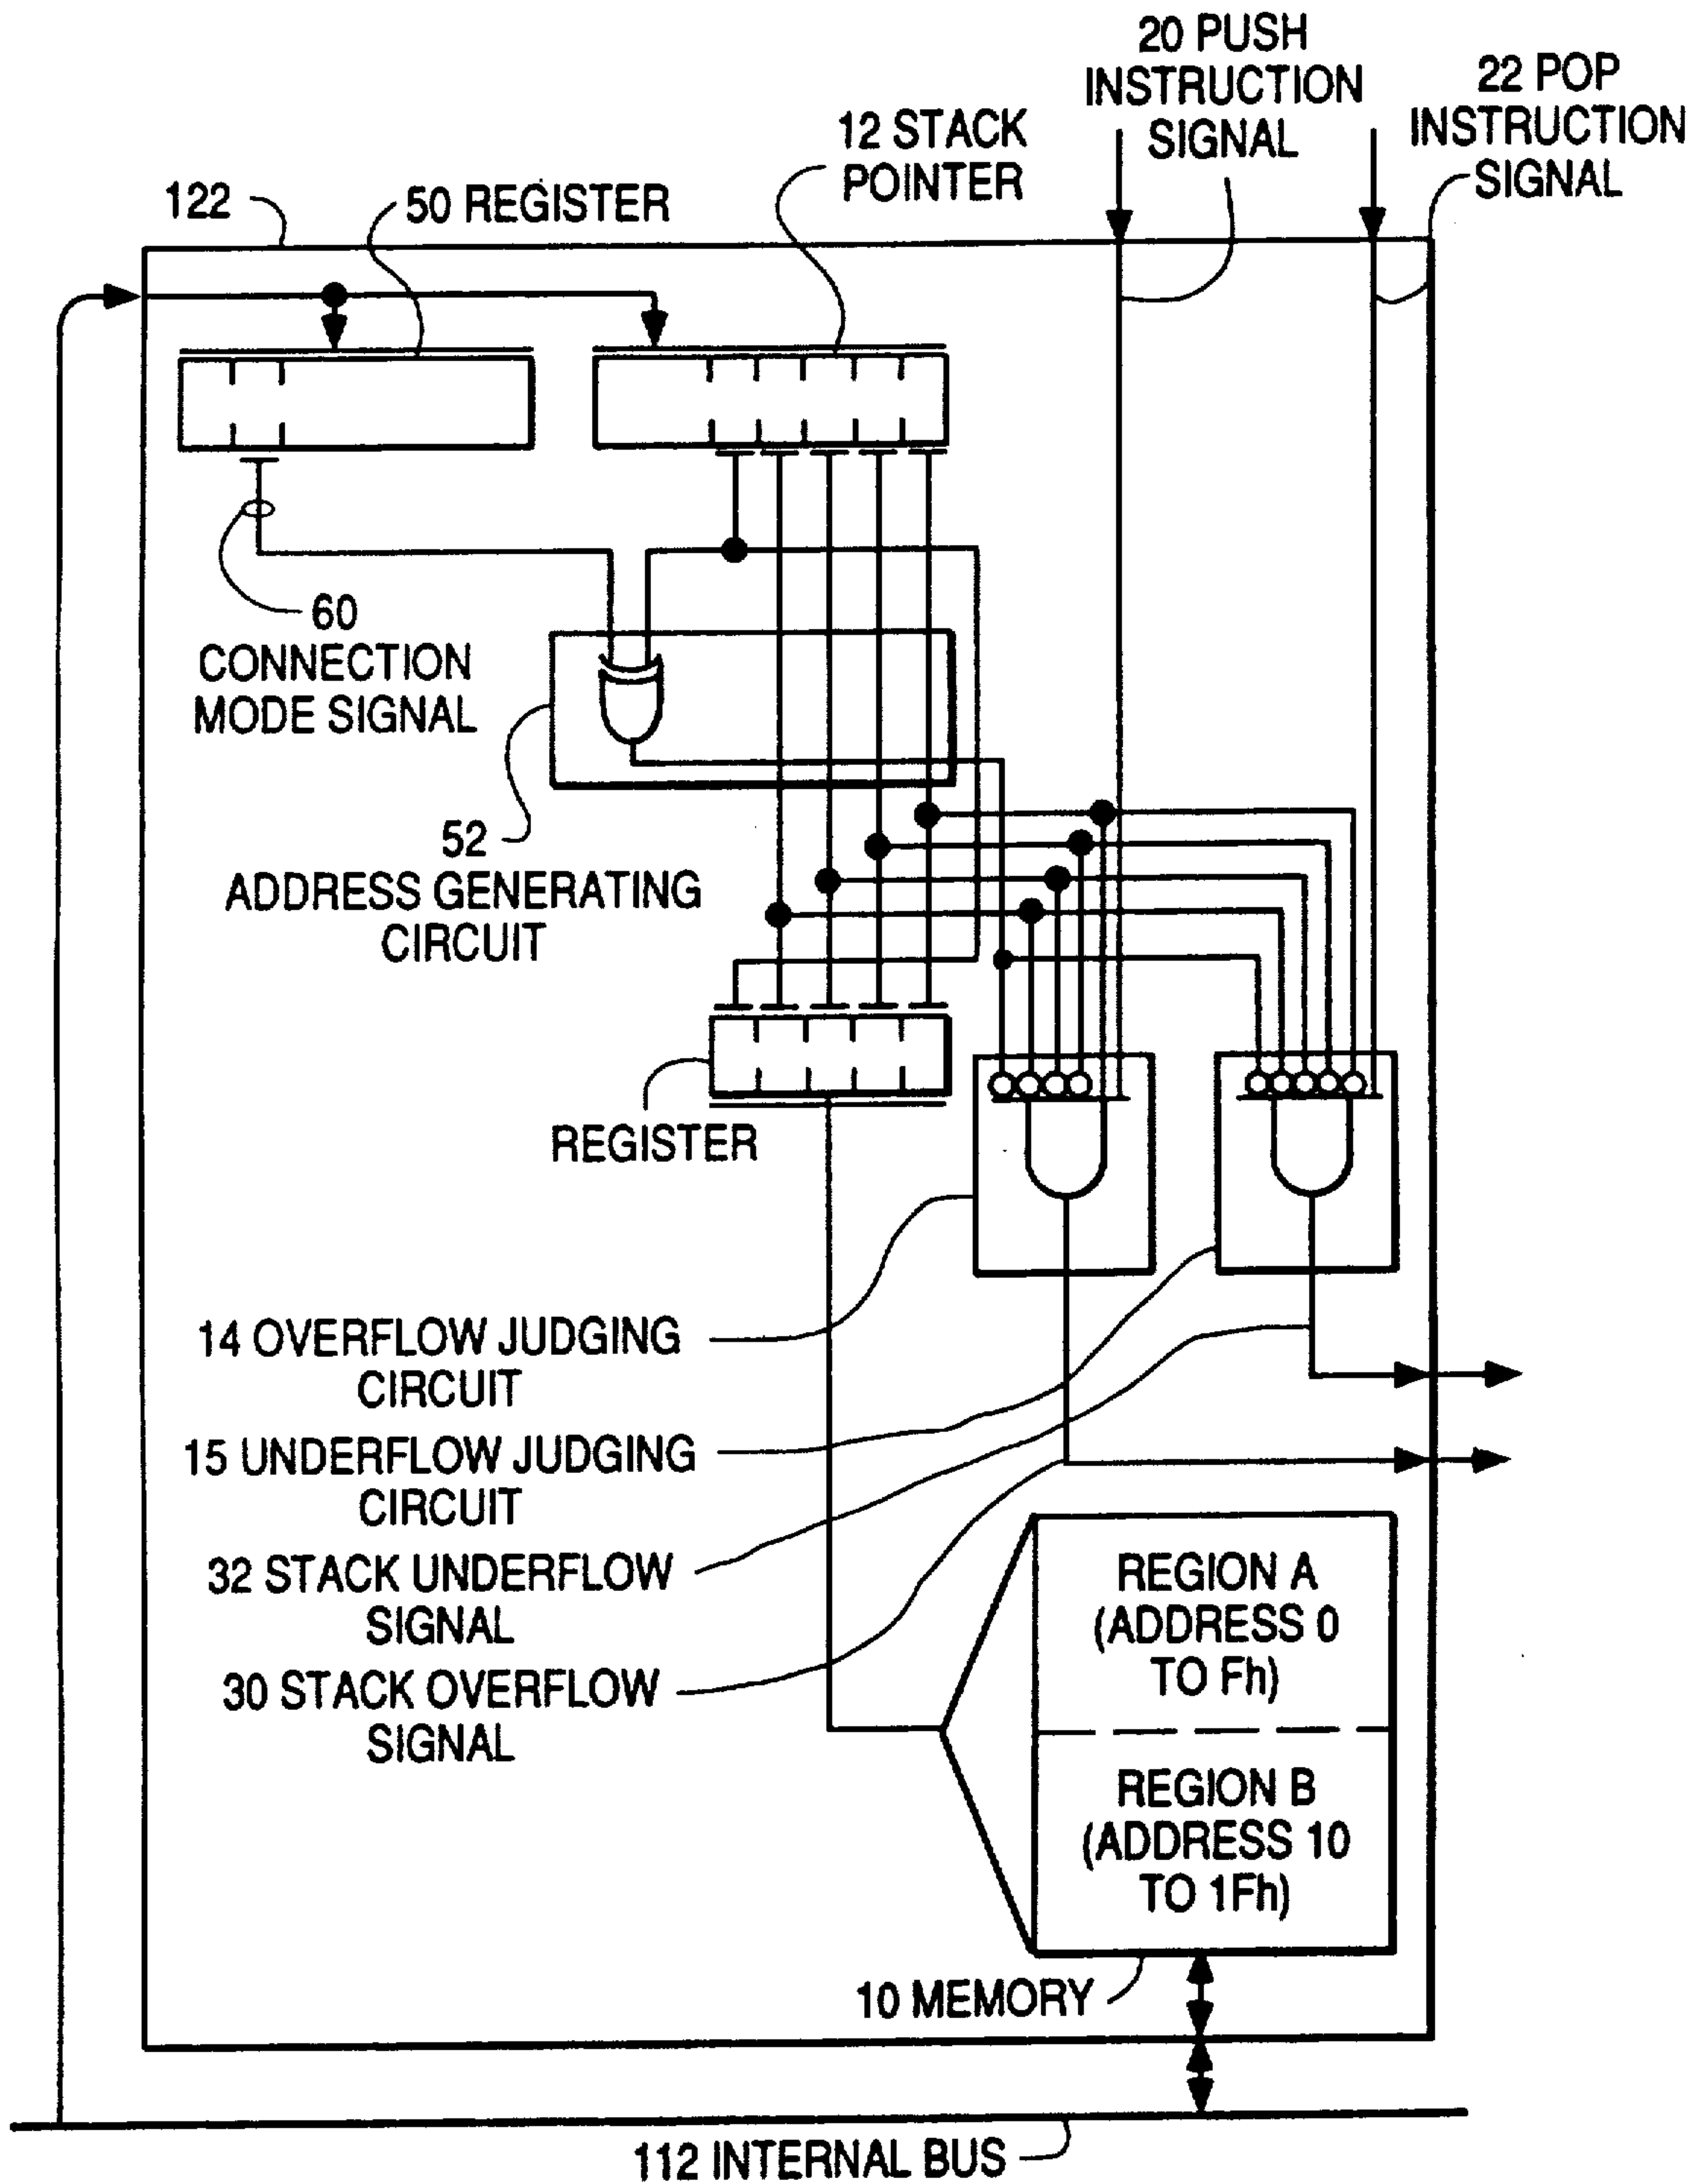 20 PUSH
INSTRUCTION
SIGNAL
22 POP
INSTRUCTION
SIGNAL
12 STACK
POINTER
122
50 REGISTER
60
CONNECTION
MODE SIGNAL
52
ADDRESS GENERATING
CIRCUIT
REGISTER
14 OVERFLOW JUDGING
CIRCUIT
15 UNDERFLOW JUDGING
CIRCUIT
32 STACK UNDERFLOW
SIGNAL
30 STACK OVERFLOW
SIGNAL
REGION A
(ADDRESS 0
TO Fh)
REGION B
(ADDRESS 10
TO 1Fh)
10 MEMORY
112 INTERNAL BUS